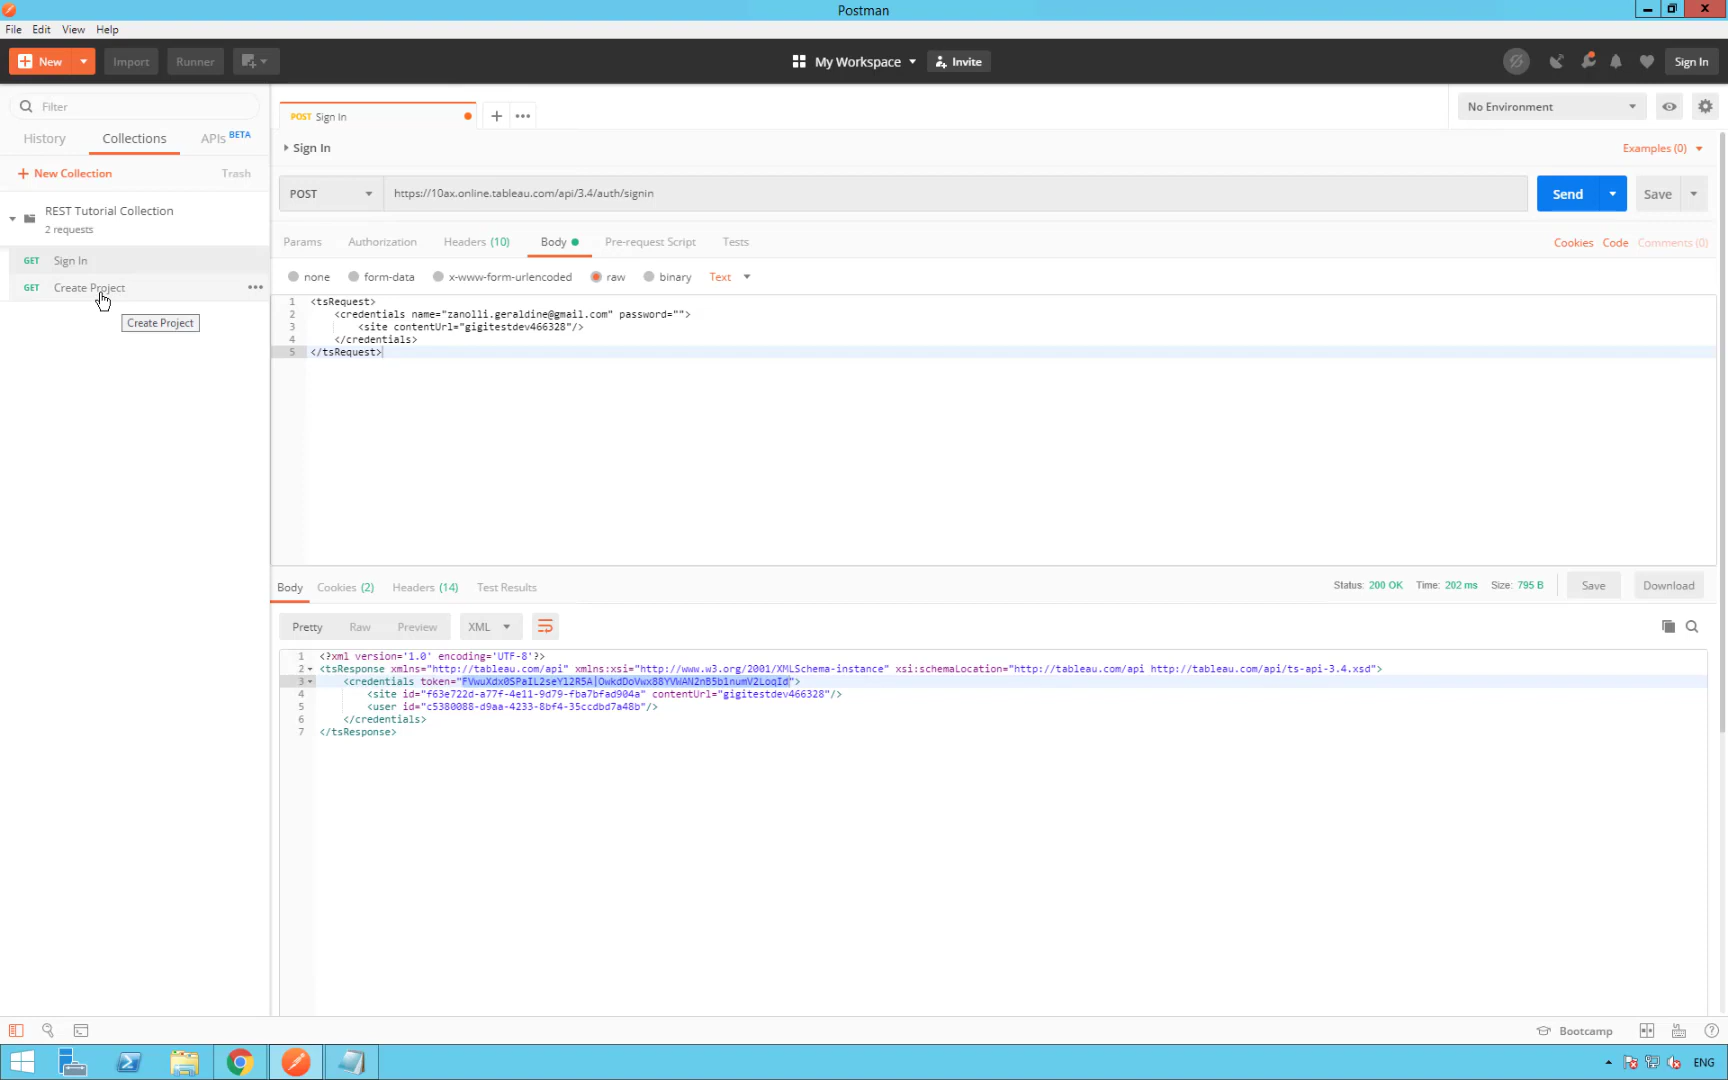 Postman
File Edit View Help
New Import Runner My Workspace Invite Sign In
Filter
History Collections APIs BETA
New Collection Trash
REST Tutorial Collection
2 requests
GET Sign In
GET Create Project
Create Project
POST Sign In
No Environment
Sign In
Examples (0)
POST https://10ax.online.tableau.com/api/3.4/auth/signin Send Save
Params Authorization Headers (10) Body Pre-request Script Tests Cookies Code Comments (0)
none form-data x-www-form-urlencoded raw binary Text
1 <tsRequest>
2 <credentials name="zanolli.geraldine@gmail.com" password="">
3 <site contentUrl="gigitestdev466328"/>
4 </credentials>
5 </tsRequest>
Body Cookies (2) Headers (14) Test Results Status: 200 OK Time: 202 ms Size: 795 B Save Download
Pretty Raw Preview XML
1 <?xml version='1.0' encoding='UTF-8'?>
2 <tsResponse xmlns="http://tableau.com/api" xmlns:xsi="http://www.w3.org/2001/XMLSchema-instance" xsi:schemaLocation="http://tableau.com/api http://tableau.com/api/ts-api-3.4.xsd">
3 <credentials token="FVwuXdx0SPaIL2seY12R5A|OwkdDoVwx88YVWAN2nB5blnumV2LoqId">
4 <site id="f63e722d-a77f-4e11-9d79-fba7bfad904a" contentUrl="gigitestdev466328"/>
5 <user id="c5380088-d9aa-4233-8bf4-35ccdbd7a48b"/>
6 </credentials>
7 </tsResponse>
Bootcamp
ENG